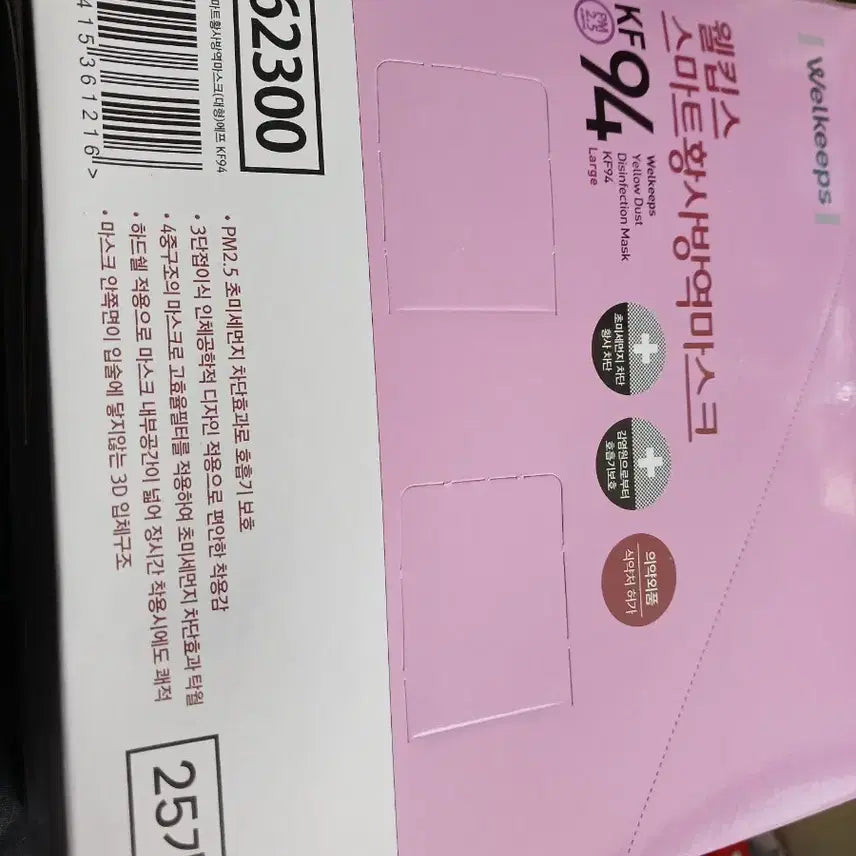 Welkeeps
웰킵스
스마트황사방역마스크
KF94
PM
2.5
Welkeeps
Yellow Dust
Disinfection Mask
KF94
Large
초미세먼지 차단
황사 차단
감염원으로부터
호흡기보호
의약외품
식약처 허가
62300
마트황사방역마스크(대형)에프 KF94
415361216 >
• PM2.5 초미세먼지 차단효과로 호흡기 보호
• 3단접이식 인체공학적 디자인 적용으로 편안한 착용감
• 4중구조의 마스크로 고효율필터를 적용하여 초미세먼지 차단효과 탁월
• 하드쉘 적용으로 마스크 내부공간이 넓어 장시간 착용시에도 쾌적
• 마스크 안쪽면이 입술에 닿지않는 3D 입체구조
25